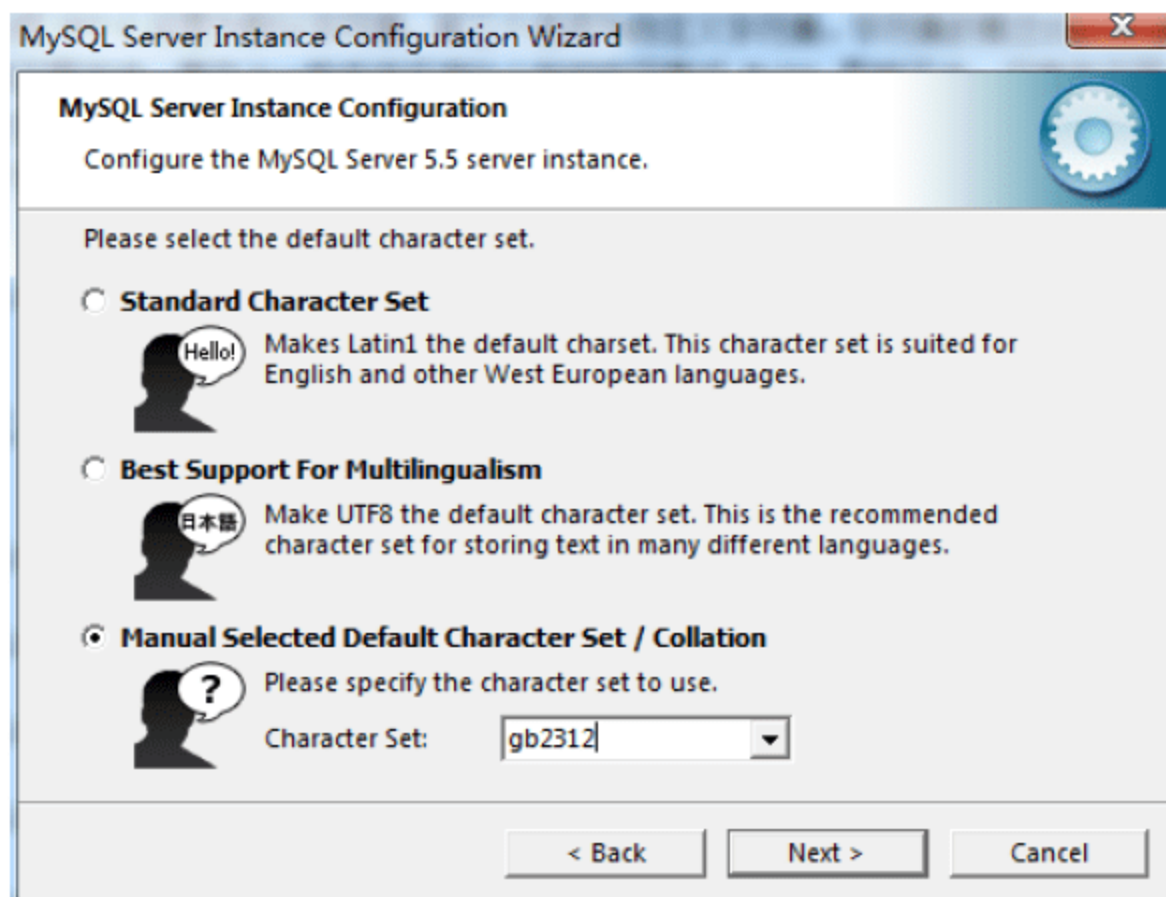 MySQL Server Instance Configuration Wizard
X
MySQL Server Instance Configuration
Configure the MySQL Server 5.5 server instance.
Please select the default character set.
Standard Character Set
Hello!
Makes Latin1 the default charset. This character set is suited for
English and other West European languages.
Best Support For Multilingualism
日本語
Make UTF8 the default character set. This is the recommended
character set for storing text in many different languages.
Manual Selected Default Character Set / Collation
?
Please specify the character set to use.
Character Set: gb2312
< Back Next > Cancel